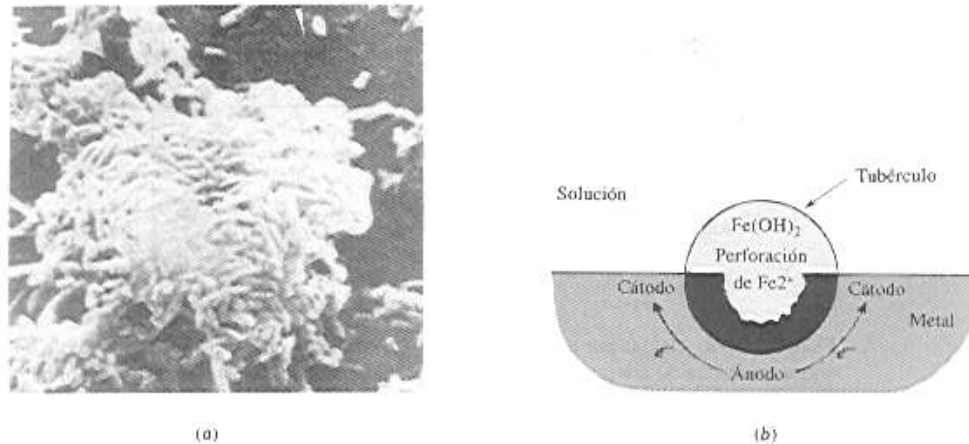 Solución
Tubérculo
Fe(OH)₂
Perforación
de Fe2⁺
Cátodo
Cátodo
Metal
e⁻
e⁻
Ánodo
(a)
(b)